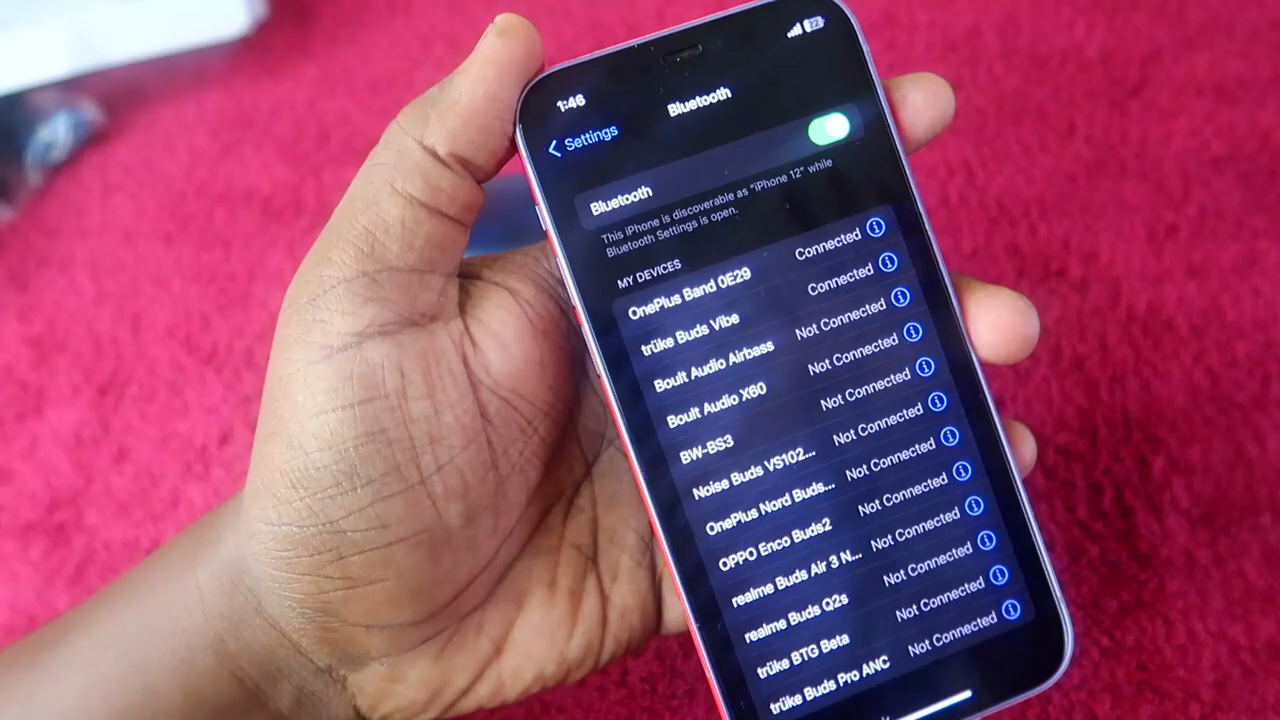 1:46
22
Settings
Bluetooth
Bluetooth
This iPhone is discoverable as "iPhone 12" while
Bluetooth Settings is open.
MY DEVICES
OnePlus Band 0E29 Connected
trüke Buds Vibe Connected
Boult Audio Airbass Not Connected
Boult Audio X60 Not Connected
BW-BS3 Not Connected
Noise Buds VS102... Not Connected
OnePlus Nord Buds... Not Connected
OPPO Enco Buds2 Not Connected
realme Buds Air 3 N... Not Connected
realme Buds Q2s Not Connected
trüke BTG Beta Not Connected
trüke Buds Pro ANC Not Connected